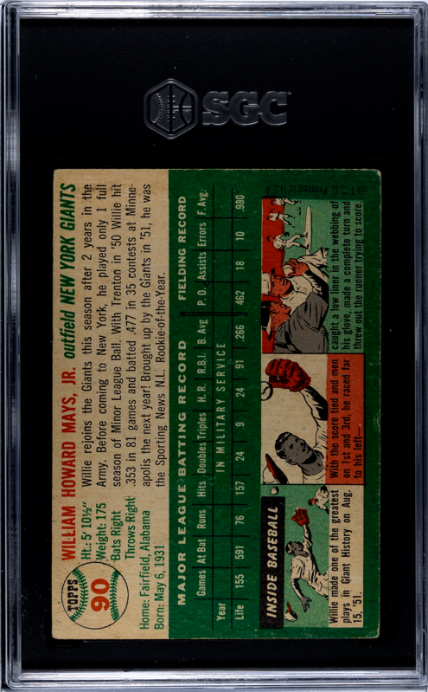 SGC
TOPPS
90
WILLIAM HOWARD MAYS, JR. outfield NEW YORK GIANTS
Ht.: 5' 10½"
Weight: 175
Bats Right
Throws Right
Home: Fairfield, Alabama
Born: May 6, 1931
Willie rejoins the Giants this season after 2 years in the
Army. Before coming to New York, he played only 1 full
season of Minor League Ball. With Trenton in '50 Willie hit
.353 in 81 games and batted .477 in 35 contests at Minne-
apolis the next year! Brought up by the Giants in '51, he was
the Sporting News N.L. Rookie-of-the-Year.
MAJOR LEAGUE BATTING RECORD FIELDING RECORD
Games At Bat Runs Hits Doubles Triples H.R. R.B.I. B. Avg. P. O. Assists Errors F. Avg.
Year IN MILITARY SERVICE
Life 155 591 76 157 24 9 24 91 .266 462 18 10 .980
INSIDE BASEBALL
Willie made one of the greatest
plays in Giant History on Aug.
15, '51.
With the score tied and men
on 1st and 3rd, he raced far
to his left—
caught a low liner in the webbing of
his glove, made a complete turn and
threw out the runner trying to score.